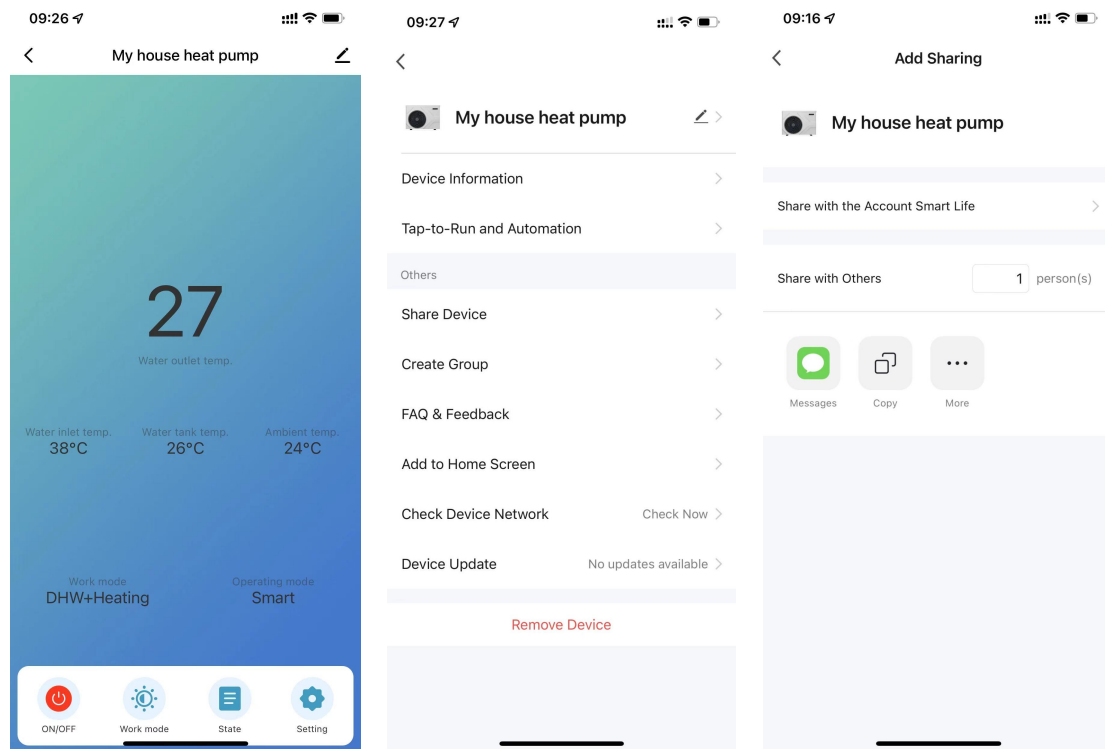 09:26
My house heat pump
27
Water outlet temp.
Water inlet temp. Water tank temp. Ambient temp.
38°C 26°C 24°C
Work mode Operating mode
DHW+Heating Smart
ON/OFF Work mode State Setting
09:27
My house heat pump
Device Information
Tap-to-Run and Automation
Others
Share Device
Create Group
FAQ & Feedback
Add to Home Screen
Check Device Network Check Now
Device Update No updates available
Remove Device
09:16
Add Sharing
My house heat pump
Share with the Account Smart Life
Share with Others 1 person(s)
Messages Copy More